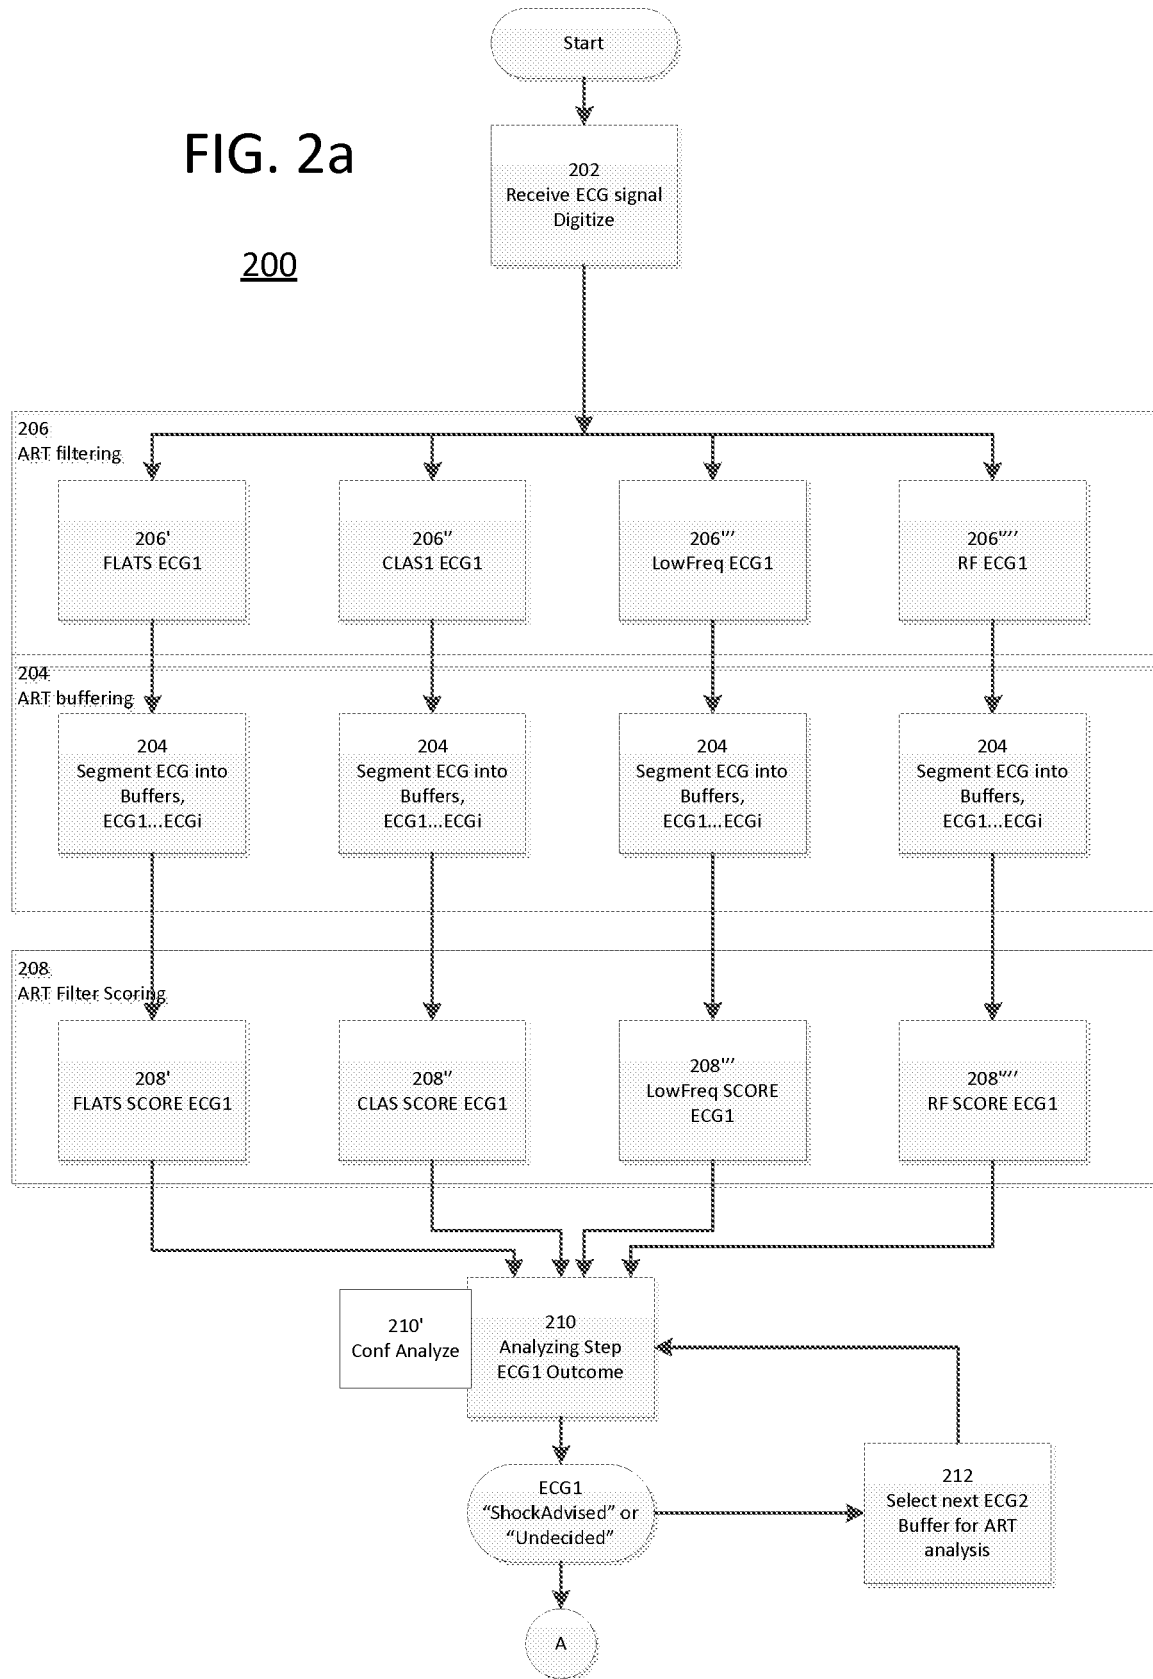 Start
FIG. 2a
202
Receive ECG signal
Digitize
200
206
ART filtering
206'
FLATS ECG1
206''
CLAS1 ECG1
206'''
LowFreq ECG1
206''''
RF ECG1
204
ART buffering
204
Segment ECG into
Buffers,
ECG1...ECGi
204
Segment ECG into
Buffers,
ECG1...ECGi
204
Segment ECG into
Buffers,
ECG1...ECGi
204
Segment ECG into
Buffers,
ECG1...ECGi
208
ART Filter Scoring
208'
FLATS SCORE ECG1
208''
CLAS SCORE ECG1
208'''
LowFreq SCORE
ECG1
208''''
RF SCORE ECG1
210'
Conf Analyze
210
Analyzing Step
ECG1 Outcome
ECG1
“ShockAdvised” or
“Undecided”
212
Select next ECG2
Buffer for ART
analysis
A